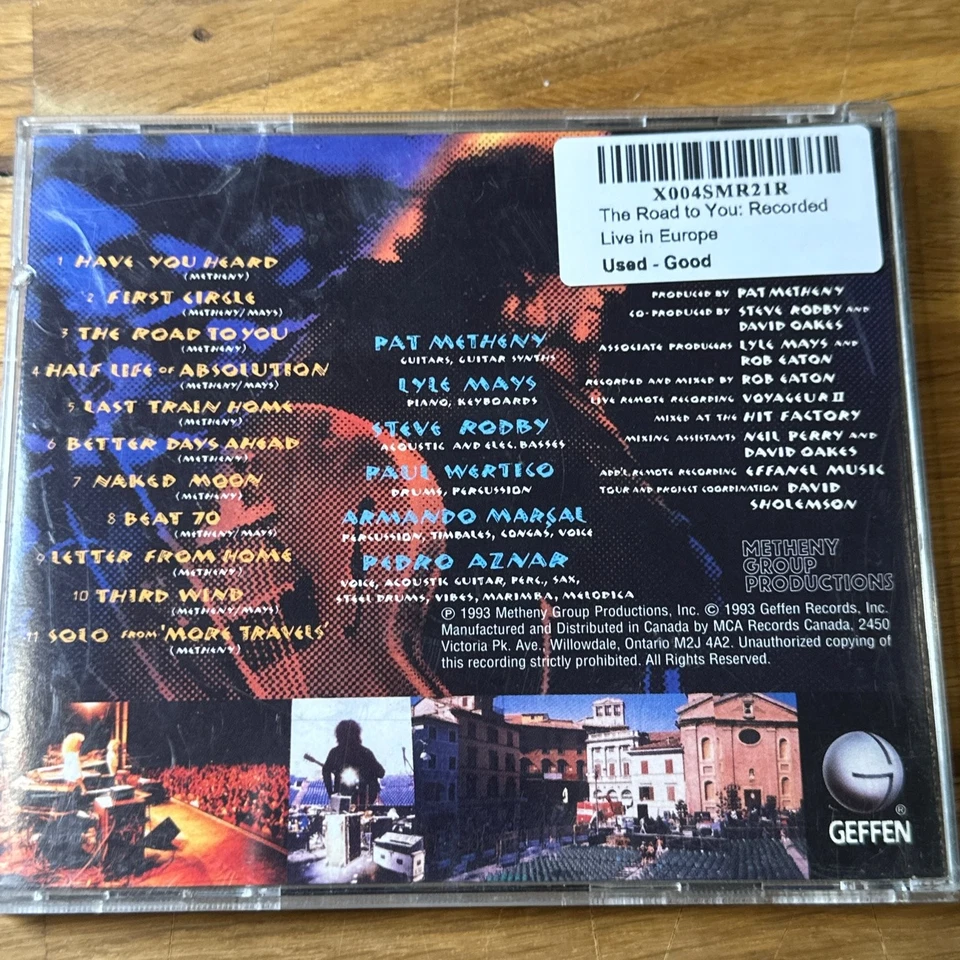 X004SMR21R
The Road to You: Recorded
Live in Europe
Used - Good
1 HAVE YOU HEARD
(METHENY)
2 FIRST CIRCLE
(METHENY/MAYS)
3 THE ROAD TO YOU
(METHENY)
4 HALF LIFE OF ABSOLUTION
(METHENY/MAYS)
5 LAST TRAIN HOME
(METHENY)
6 BETTER DAYS AHEAD
(METHENY)
7 NAKED MOON
(METHENY)
8 BEAT 70
(METHENY/MAYS)
9 LETTER FROM HOME
(METHENY)
10 THIRD WIND
(METHENY/MAYS)
11 SOLO FROM 'MORE TRAVELS'
(METHENY)
PAT METHENY
GUITARS, GUITAR SYNTHS
LYLE MAYS
PIANO, KEYBOARDS
STEVE RODBY
ACOUSTIC AND ELEC. BASSES
PAUL WERTICO
DRUMS, PERCUSSION
ARMANDO MARÇAL
PERCUSSION, TIMBALES, CONGAS, VOICE
PEDRO AZNAR
VOICE, ACOUSTIC GUITAR, PERC., SAX,
STEEL DRUMS, VIBES, MARIMBA, MELODICA
PRODUCED BY PAT METHENY
CO-PRODUCED BY STEVE RODBY AND
DAVID OAKES
ASSOCIATE PRODUCERS LYLE MAYS AND
ROB EATON
RECORDED AND MIXED BY ROB EATON
LIVE REMOTE RECORDING VOYAGEUR II
MIXED AT THE HIT FACTORY
MIXING ASSISTANTS NEIL PERRY AND
DAVID OAKES
ADD'L REMOTE RECORDING EFFANEL MUSIC
TOUR AND PROJECT COORDINATION DAVID
SHOLEMSON
METHENY
GROUP
PRODUCTIONS
℗ 1993 Metheny Group Productions, Inc. © 1993 Geffen Records, Inc.
Manufactured and Distributed in Canada by MCA Records Canada, 2450
Victoria Pk. Ave., Willowdale, Ontario M2J 4A2. Unauthorized copying of
this recording strictly prohibited. All Rights Reserved.
G
®
GEFFEN